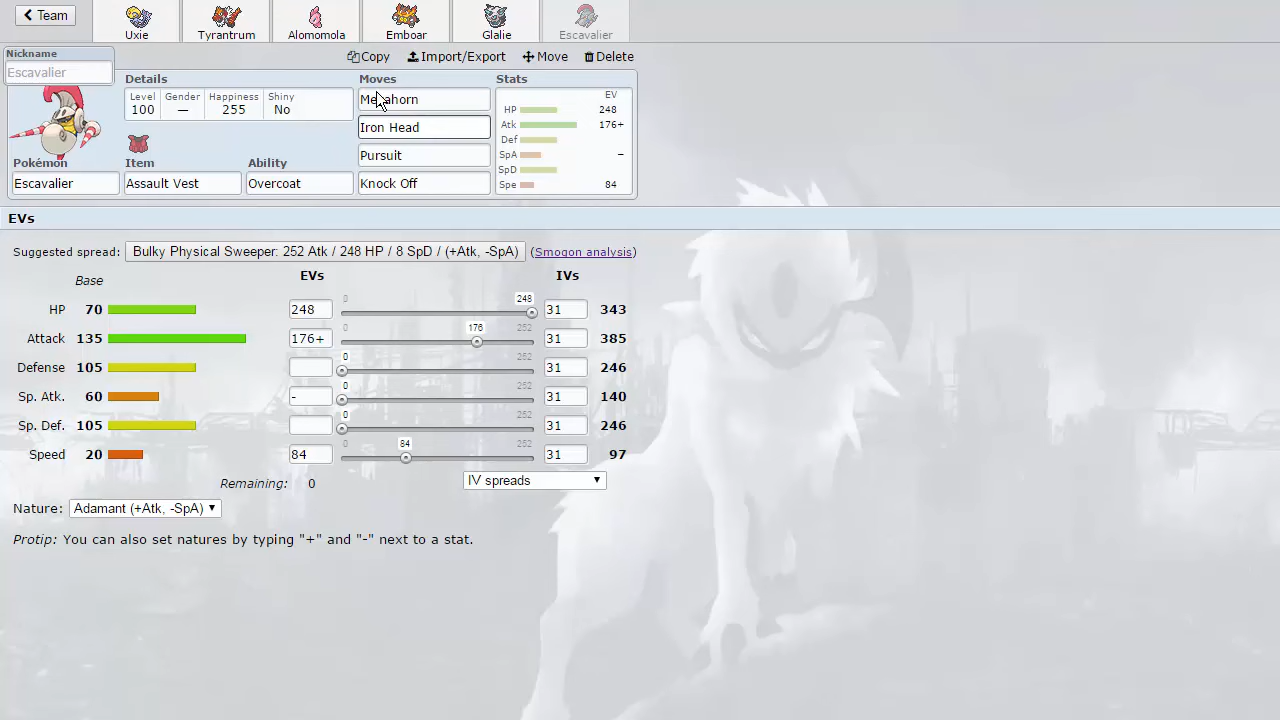 Team
Uxie
Tyrantrum
Alomomola
Emboar
Glalie
Escavalier
Copy
Import/Export
Move
Delete
Nickname
Escavalier
Details
Level
100
Gender
—
Happiness
255
Shiny
No
Moves
Iron Head
Pursuit
Knock Off
Stats
EV
HP 248
Atk 176+
Def
SpA –
SpD
Spe 84
Pokémon
Escavalier
Item
Assault Vest
Ability
Overcoat
EVs
Suggested spread: Bulky Physical Sweeper: 252 Atk / 248 HP / 8 SpD / (+Atk, -SpA) (Smogon analysis)
Base EVs IVs
HP 70 248 0 248 31 343
Attack 135 176+ 0 176 252 31 385
Defense 105 0 252 31 246
Sp. Atk. 60 - 0 252 31 140
Sp. Def. 105 0 252 31 246
Speed 20 84 0 84 252 31 97
Remaining: 0 IV spreads
Nature: Adamant (+Atk, -SpA)
Protip: You can also set natures by typing "+" and "-" next to a stat.